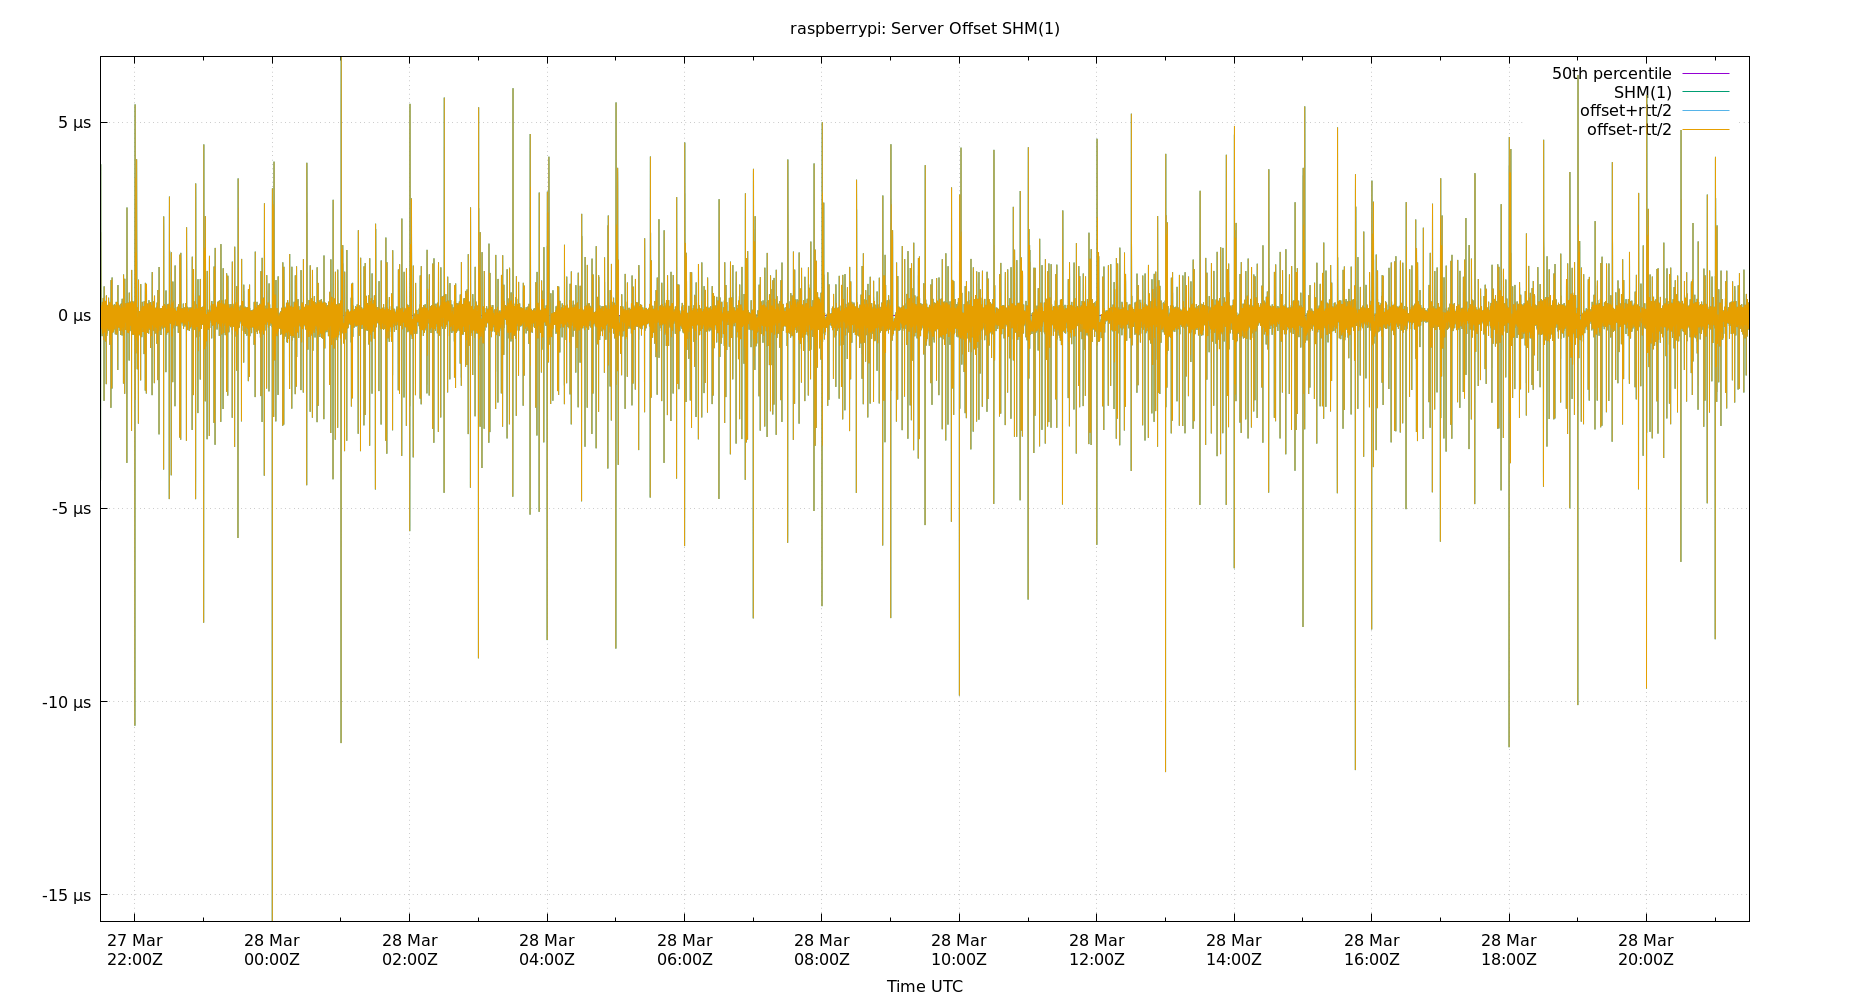 raspberrypi: Server Offset SHM(1)
50th percentile
SHM(1)
offset+rtt/2
offset-rtt/2
5 µs
0 µs
-5 µs
-10 µs
-15 µs
27 Mar 28 Mar 28 Mar 28 Mar 28 Mar 28 Mar 28 Mar 28 Mar 28 Mar 28 Mar 28 Mar 28 Mar
22:00Z 00:00Z 02:00Z 04:00Z 06:00Z 08:00Z 10:00Z 12:00Z 14:00Z 16:00Z 18:00Z 20:00Z
Time UTC